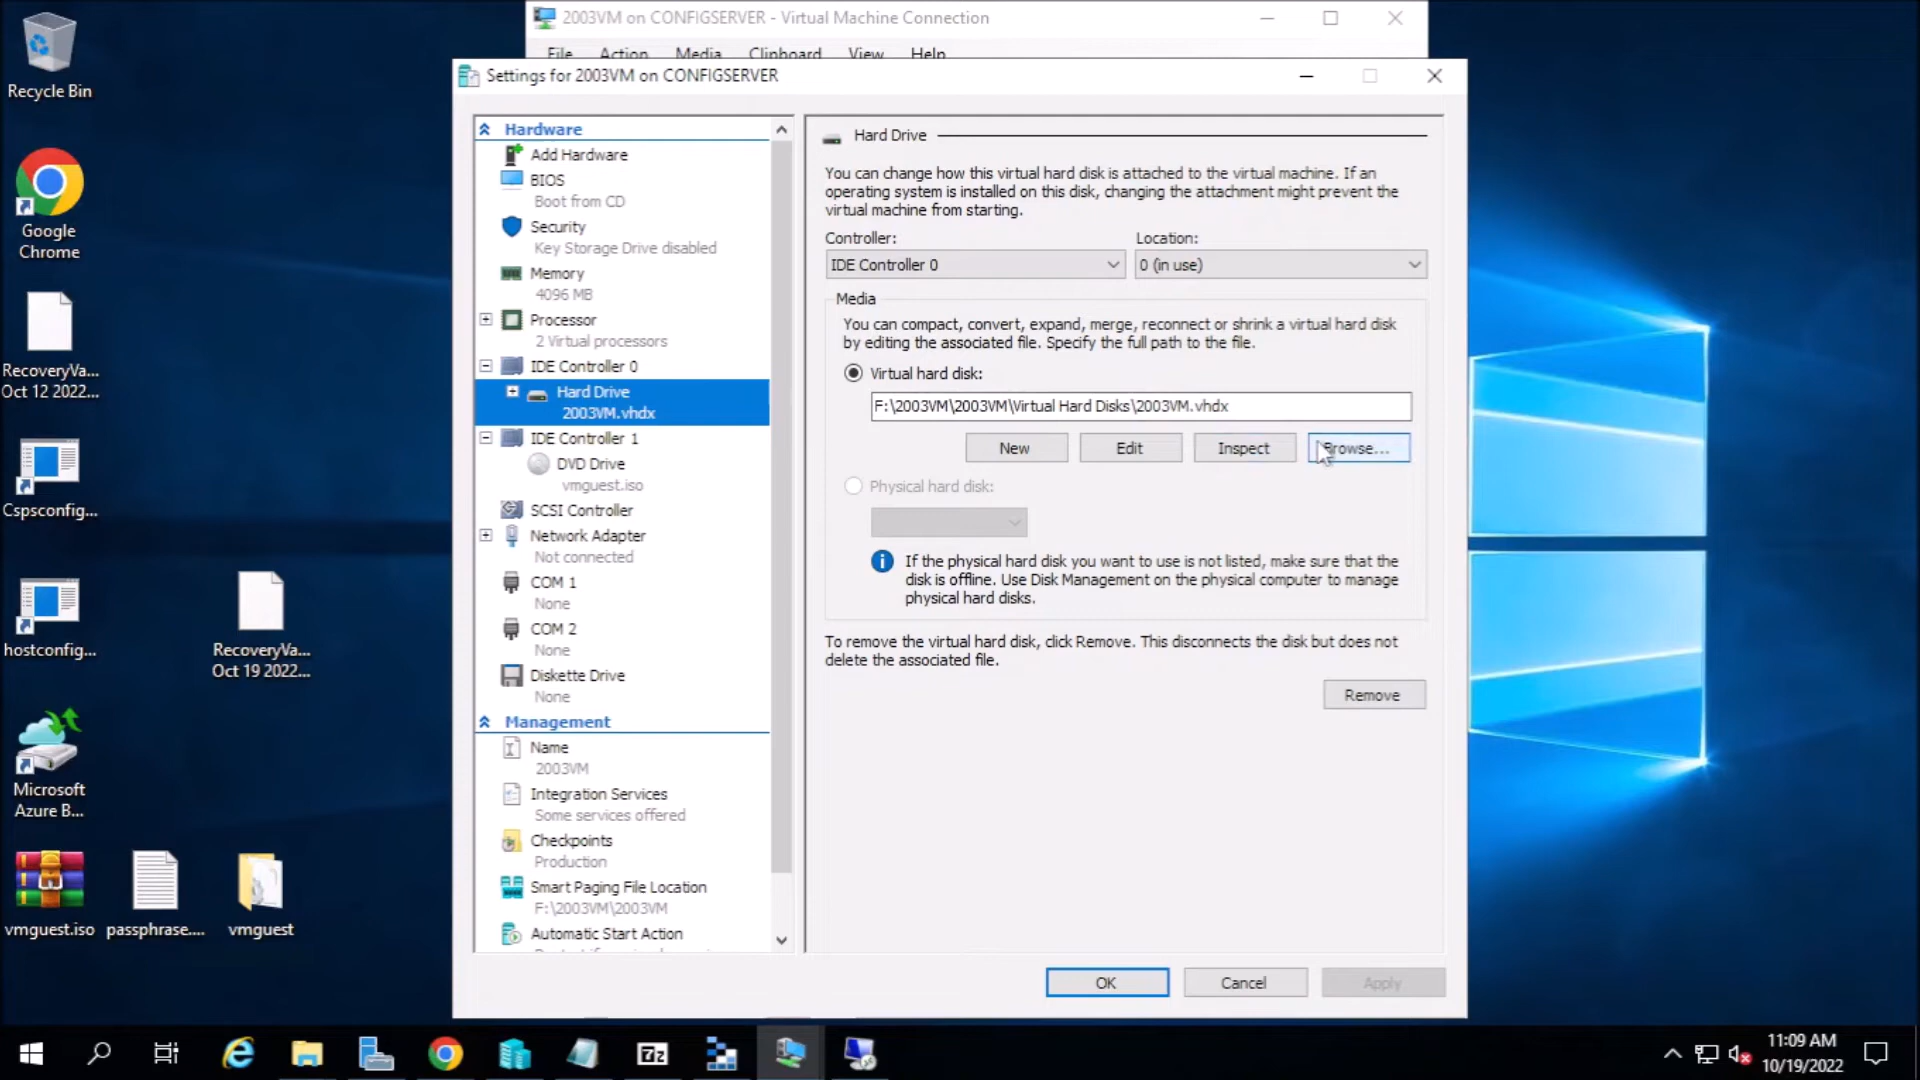 2003VM on CONFIGSERVER - Virtual Machine Connection
File Action Media Clipboard View Help
Settings for 2003VM on CONFIGSERVER
Hardware
Add Hardware
BIOS
Boot from CD
Security
Key Storage Drive disabled
Memory
4096 MB
Processor
2 Virtual processors
IDE Controller 0
Hard Drive
2003VM.vhdx
IDE Controller 1
DVD Drive
vmguest.iso
SCSI Controller
Network Adapter
Not connected
COM 1
None
COM 2
None
Diskette Drive
None
Management
Name
2003VM
Integration Services
Some services offered
Checkpoints
Production
Smart Paging File Location
F:\2003VM\2003VM
Automatic Start Action
Hard Drive
You can change how this virtual hard disk is attached to the virtual machine. If an
operating system is installed on this disk, changing the attachment might prevent the
virtual machine from starting.
Controller:
Location:
IDE Controller 0
0 (in use)
Media
You can compact, convert, expand, merge, reconnect or shrink a virtual hard disk
by editing the associated file. Specify the full path to the file.
Virtual hard disk:
F:\2003VM\2003VM\Virtual Hard Disks\2003VM.vhdx
New
Edit
Inspect
Browse...
Physical hard disk:
If the physical hard disk you want to use is not listed, make sure that the
disk is offline. Use Disk Management on the physical computer to manage
physical hard disks.
To remove the virtual hard disk, click Remove. This disconnects the disk but does not
delete the associated file.
Remove
OK
Cancel
Apply
Recycle Bin
Google
Chrome
RecoveryVa...
Oct 12 2022...
Cspsconfig...
hostconfig...
RecoveryVa...
Oct 19 2022...
Microsoft
Azure B...
vmguest.iso
passphrase....
vmguest
7z
11:09 AM
10/19/2022